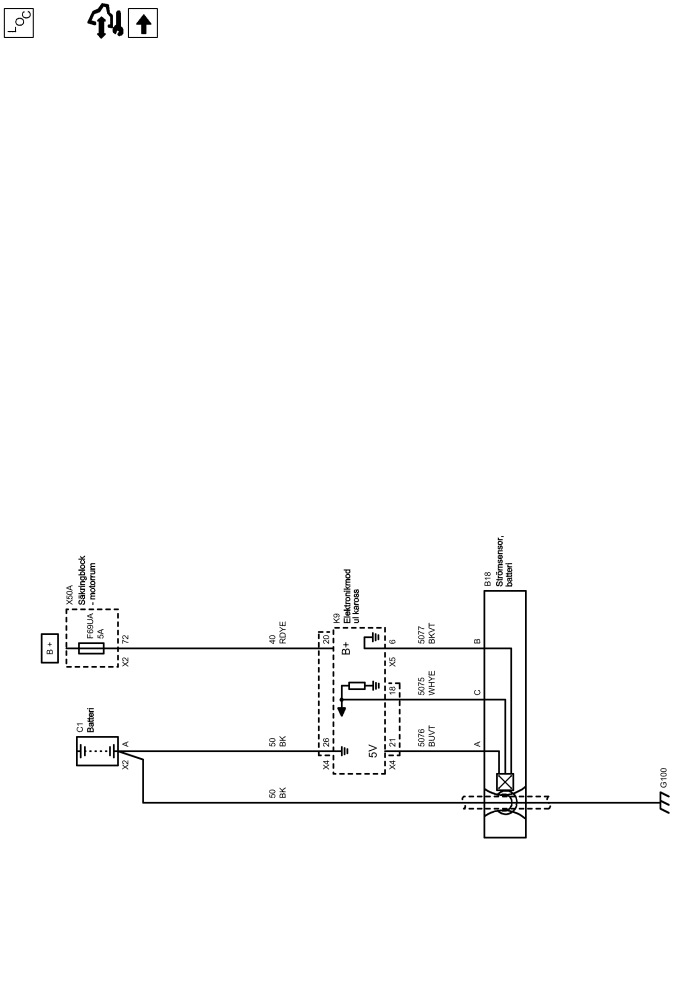 LOC
B+
X50A
Säkringblock
- motorrum
F69UA
5A
X2
72
C1
Batteri
X2
A
40
RDYE
50
BK
50
BK
K9
Elektronikmod
ul kaross
20
B+
X4
26
5V
X5
6
18
X4
21
5077
BKVT
5075
WHYE
5076
BUVT
B
C
A
B18
Strömsensor,
batteri
G100